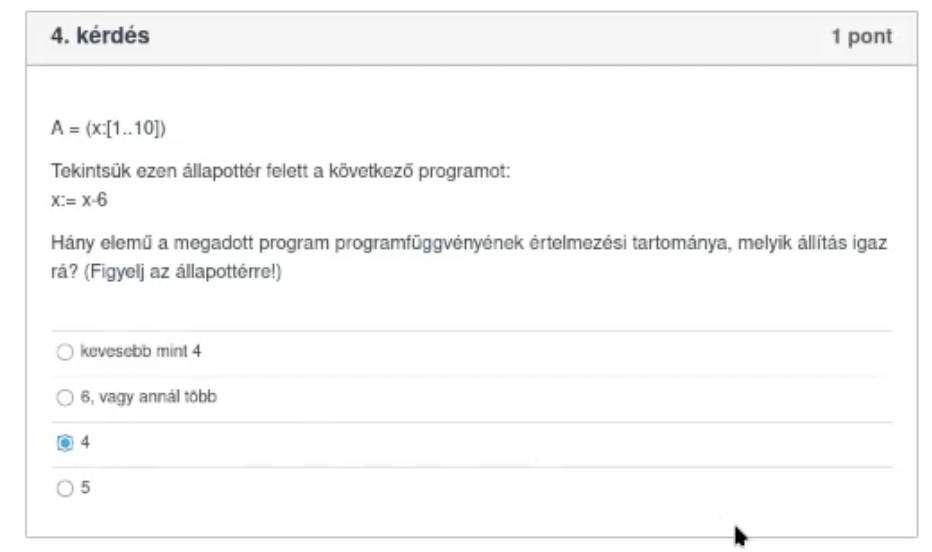 4. kérdés
1 pont
A = (x:[1..10])
Tekintsük ezen állapottér felett a következő programot:
x:= x-6
Hány elemű a megadott program programfüggvényének értelmezési tartománya, melyik állítás igaz
rá? (Figyelj az állapottérre!)
kevesebb mint 4
6, vagy annál több
4
5